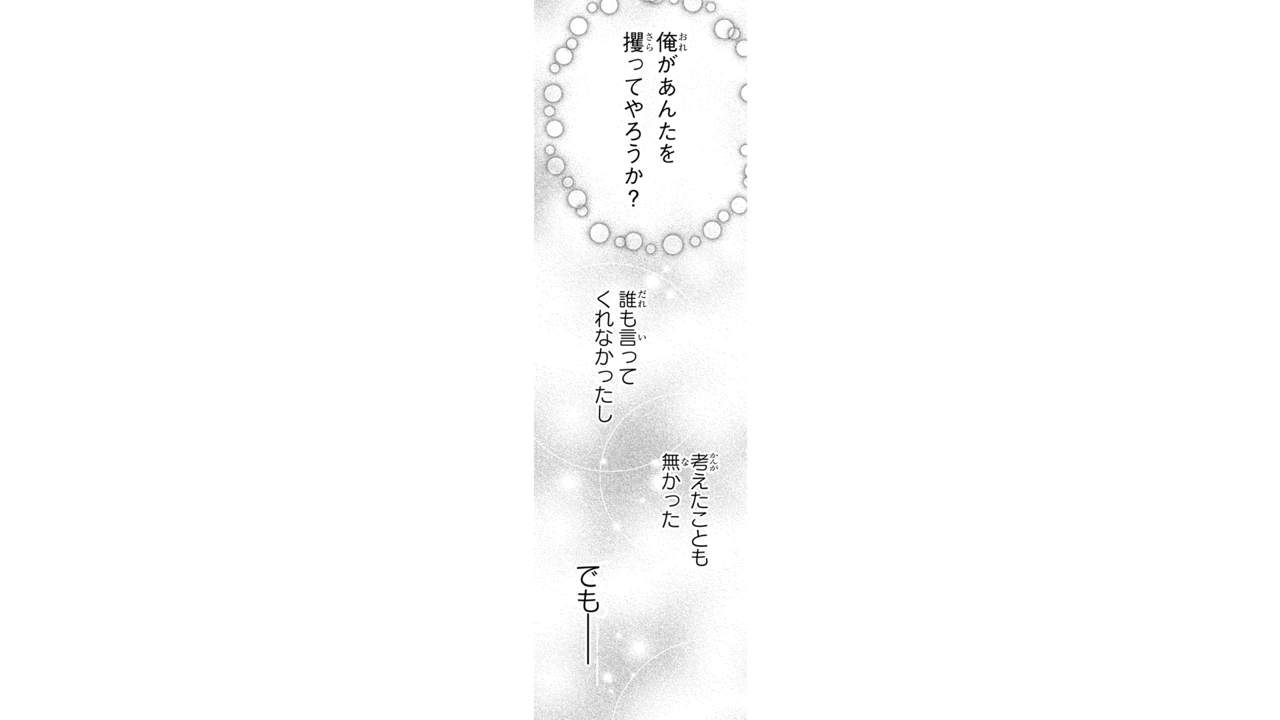 俺があんたを
攫ってやろうか?
誰も言って
くれなかったし
考えたことも
無かった
でも──